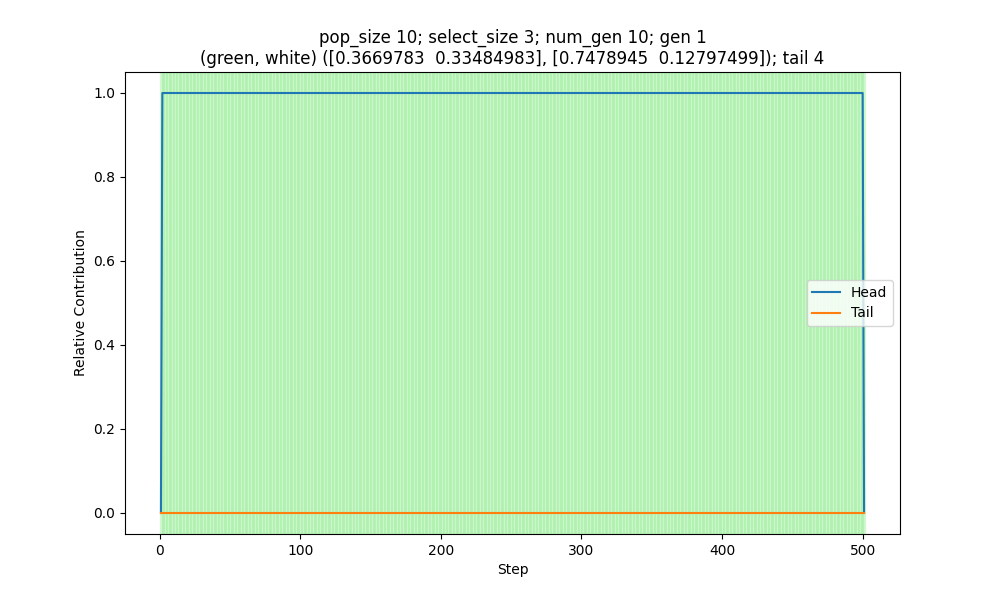 pop_size 10; select_size 3; num_gen 10; gen 1
(green, white) ([0.3669783  0.33484983], [0.7478945  0.12797499]); tail 4
1.0
0.8
0.6
0.4
0.2
0.0
Relative Contribution
Head
Tail
0
100
200
300
400
500
Step